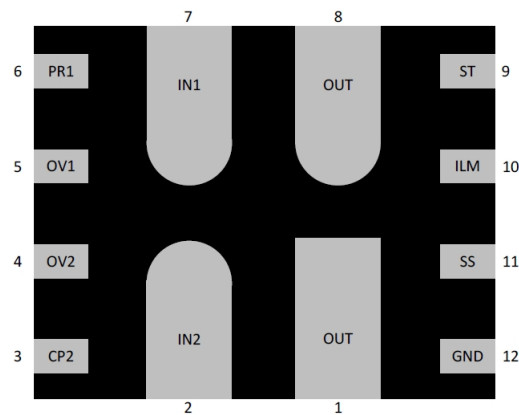 7 8
6 PR1 IN1 OUT ST 9
5 OV1 ILM 10
4 OV2 SS 11
3 CP2 IN2 OUT GND 12
2 1